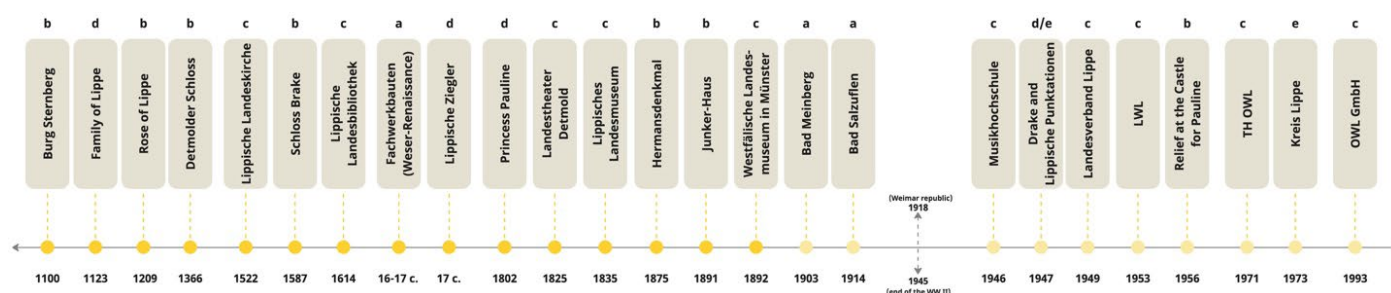 b d b b c b c a d d c c b b c a a c d/e c c b c e c
Burg Sternberg
Family of Lippe
Rose of Lippe
Detmolder Schloss
Lippische Landeskirche
Schloss Brake
Lippische
Landesbibliothek
Fachwerkbauten
(Weser-Renaissance)
Lippische Ziegler
Princess Pauline
Landestheater
Detmold
Lippisches
Landesmuseum
Hermansdenkmal
Junker-Haus
Westfälische Landes-
museum in Münster
Bad Meinberg
Bad Salzuflen
Musikhochschule
Drake and
Lippische Punktationen
Landesverband Lippe
LWL
Relief at the Castle
for Pauline
TH OWL
Kreis Lippe
OWL GmbH
(Weimar republic)
1918
1100 1123 1209 1366 1522 1587 1614 16-17 c. 17 c. 1802 1825 1835 1875 1891 1892 1903 1914 1945 1946 1947 1949 1953 1956 1971 1973 1993
(end of the WW II)